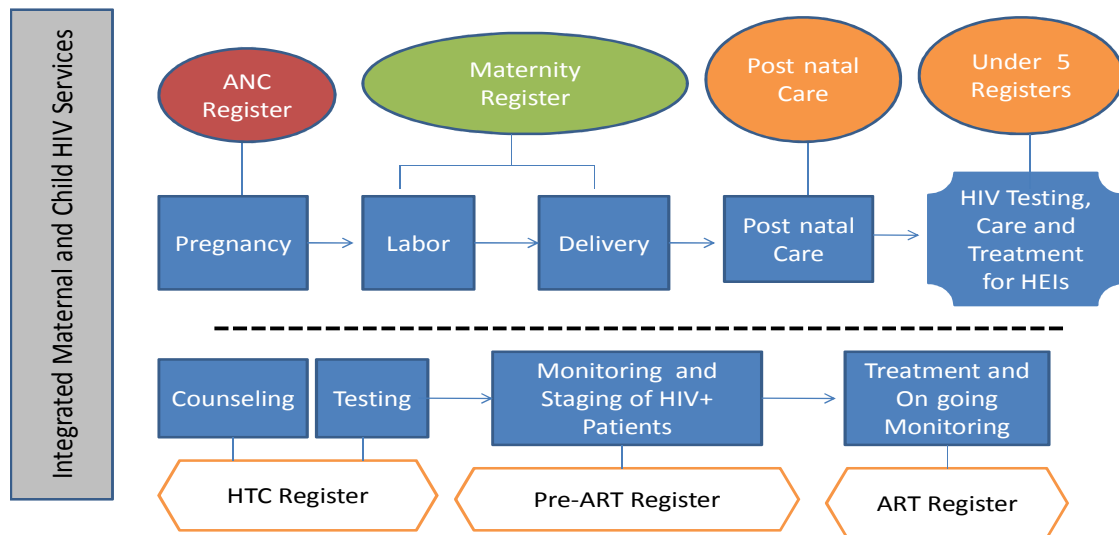 Integrated Maternal and Child HIV Services
ANC
Register
Maternity
Register
Post natal
Care
Under 5
Registers
Pregnancy
Labor
Delivery
Post natal
Care
HIV Testing,
Care and
Treatment
for HEIs
Counseling
Testing
Monitoring and
Staging of HIV+
Patients
Treatment and
On going
Monitoring
HTC Register
Pre-ART Register
ART Register